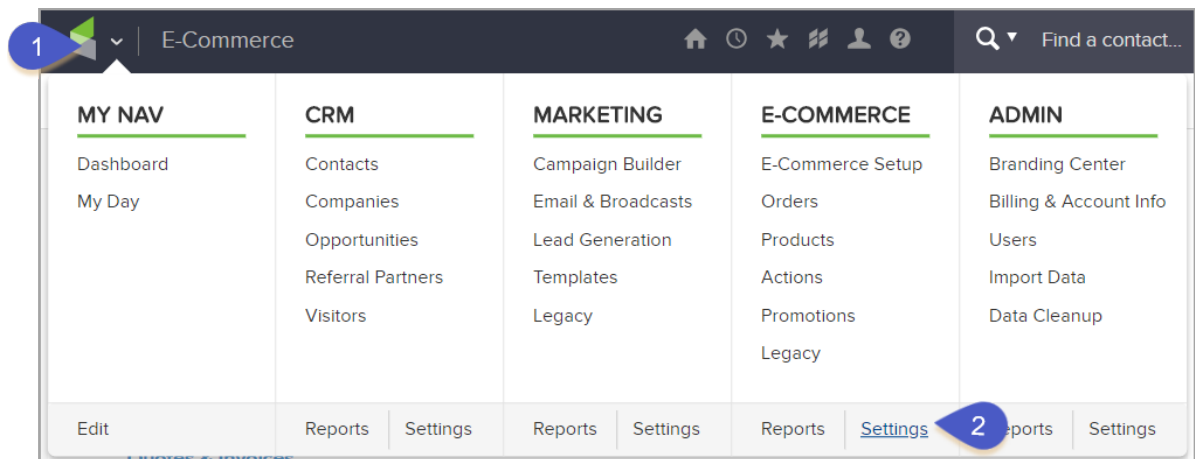 1
E-Commerce
Find a contact...
MY NAV
Dashboard
My Day
Edit
CRM
Contacts
Companies
Opportunities
Referral Partners
Visitors
Reports Settings
MARKETING
Campaign Builder
Email & Broadcasts
Lead Generation
Templates
Legacy
Reports Settings
E-COMMERCE
E-Commerce Setup
Orders
Products
Actions
Promotions
Legacy
Reports Settings
2
ADMIN
Branding Center
Billing & Account Info
Users
Import Data
Data Cleanup
eports Settings
Quotes & Invoices